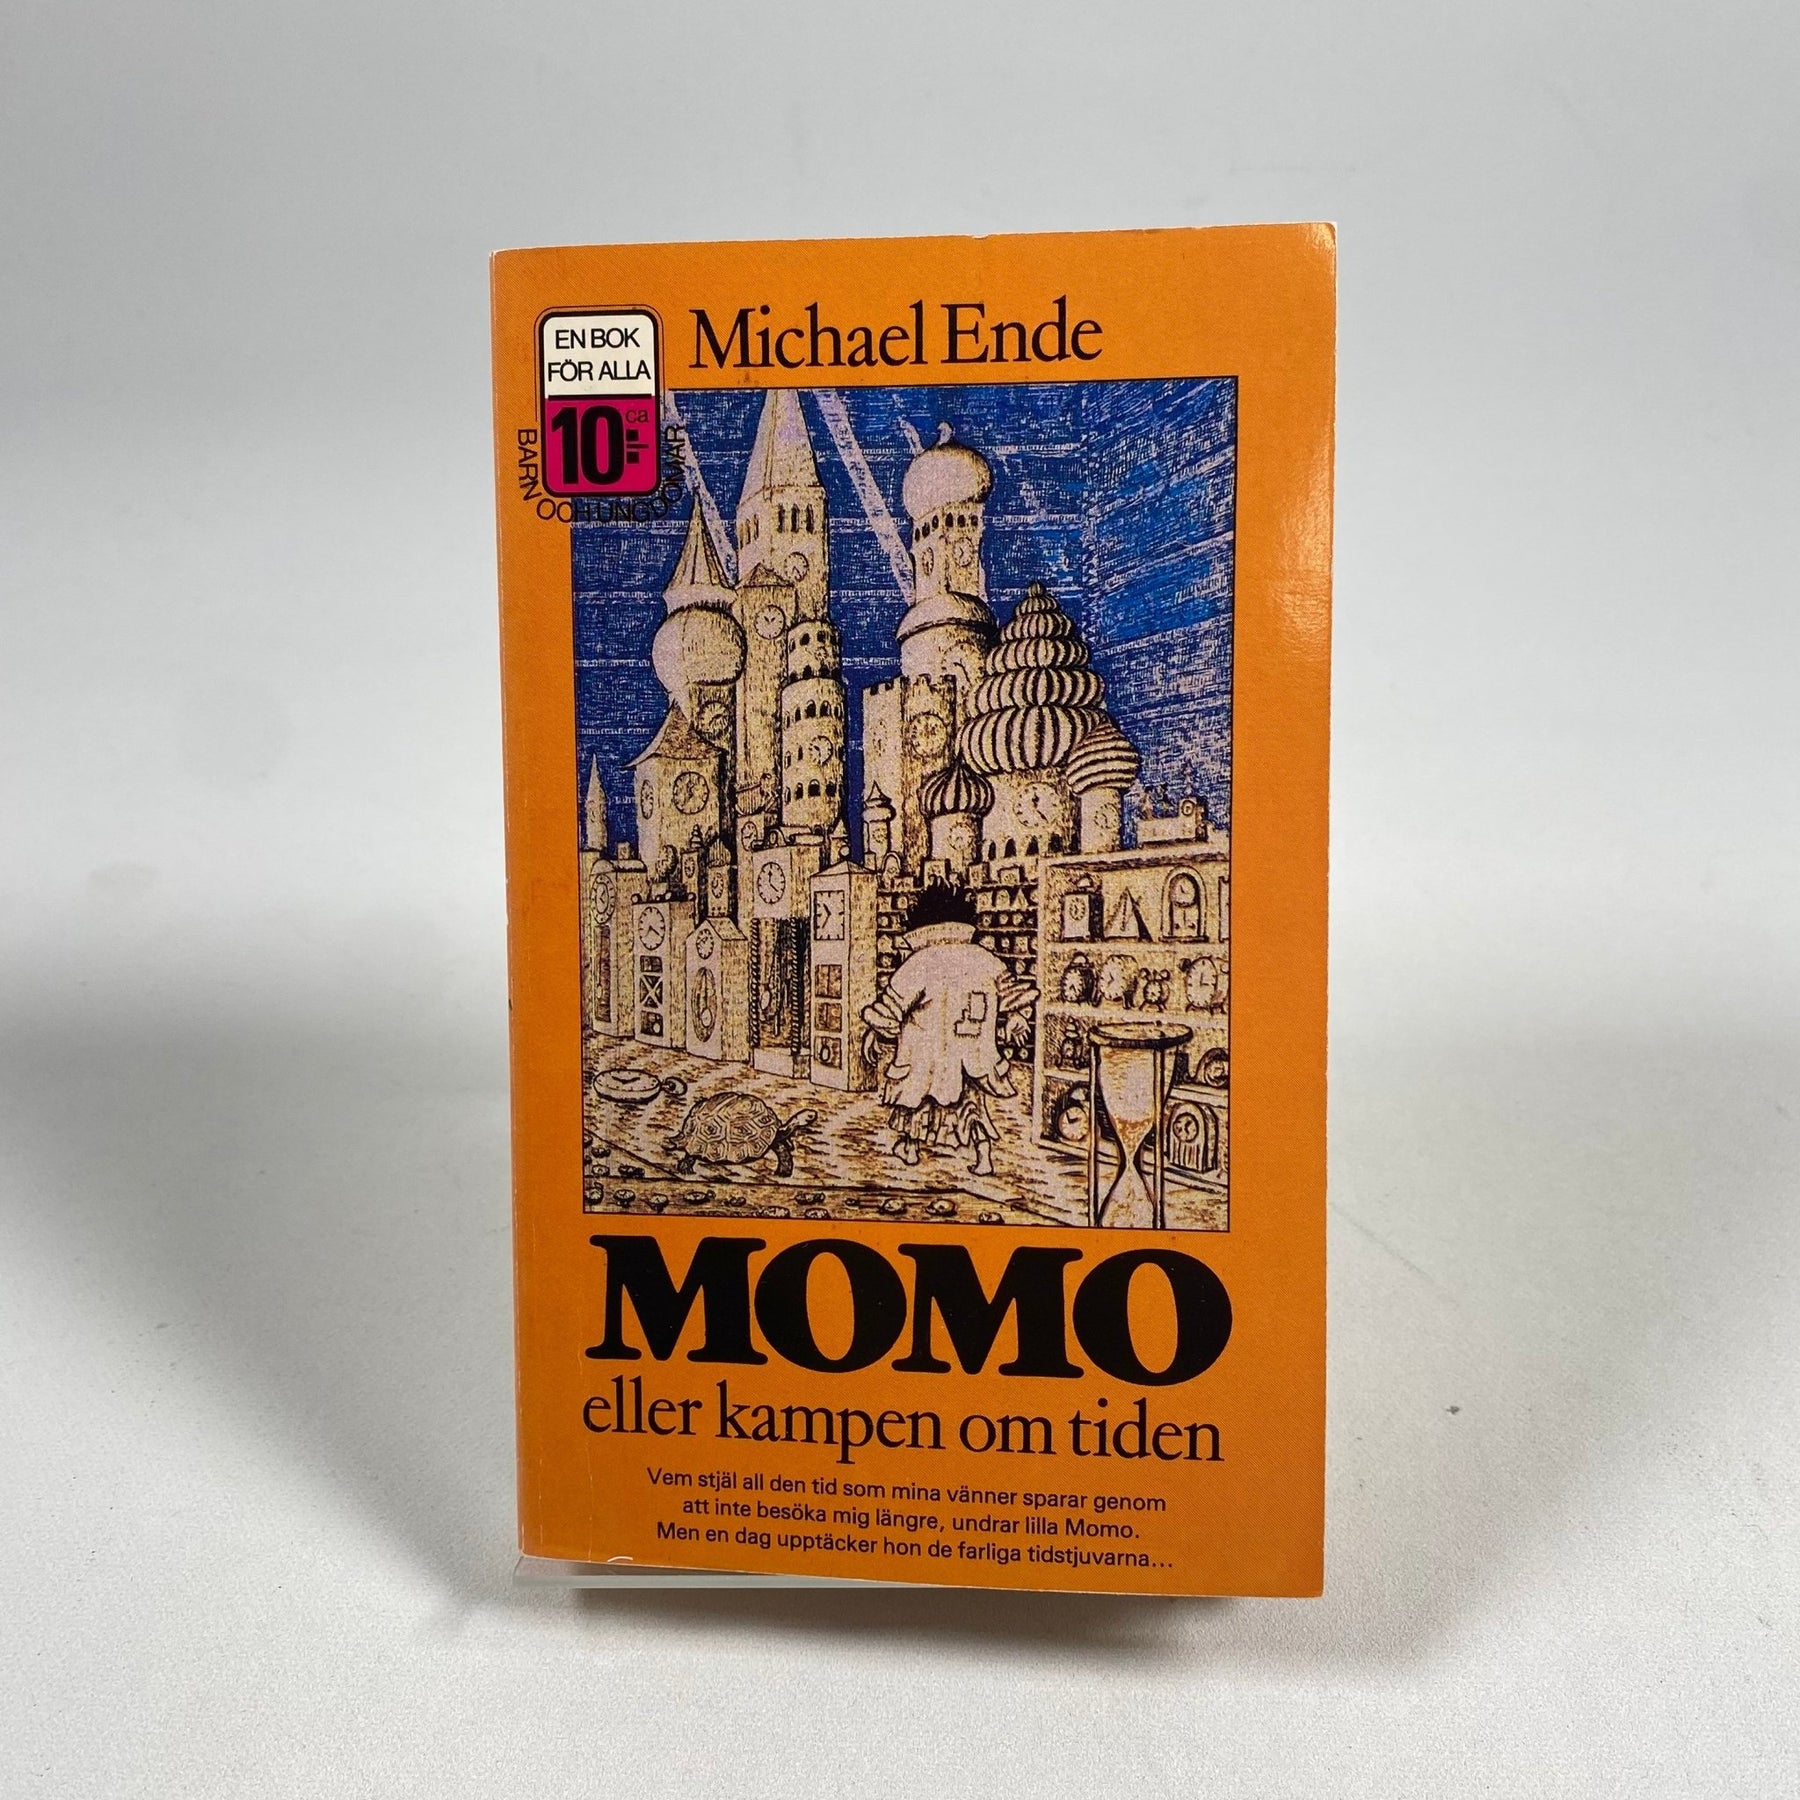 EN BOK
FÖR ALLA
10:- ca
BARN OCH UNGDOMAR
Michael Ende
MOMO
eller kampen om tiden
Vem stjäl all den tid som mina vänner sparar genom
att inte besöka mig längre, undrar lilla Momo.
Men en dag upptäcker hon de farliga tidstjuvarna...